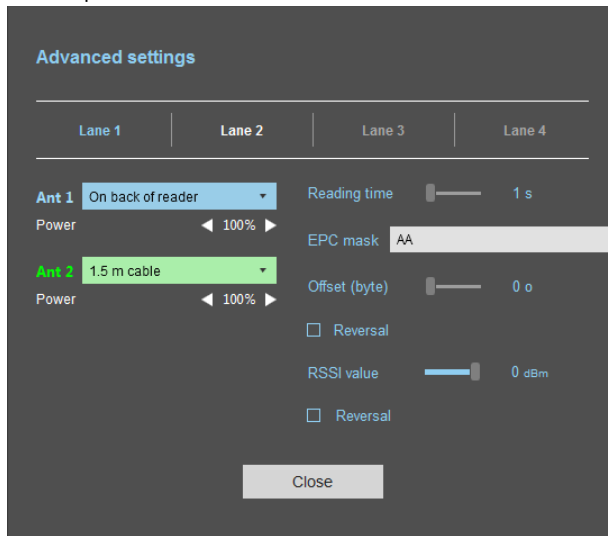 Advanced settings
Lane 1 Lane 2 Lane 3 Lane 4
Ant 1 On back of reader
Power 100%
Ant 2 1.5 m cable
Power 100%
Reading time 1 s
EPC mask AA
Offset (byte) 0 o
Reversal
RSSI value 0 dBm
Reversal
Close